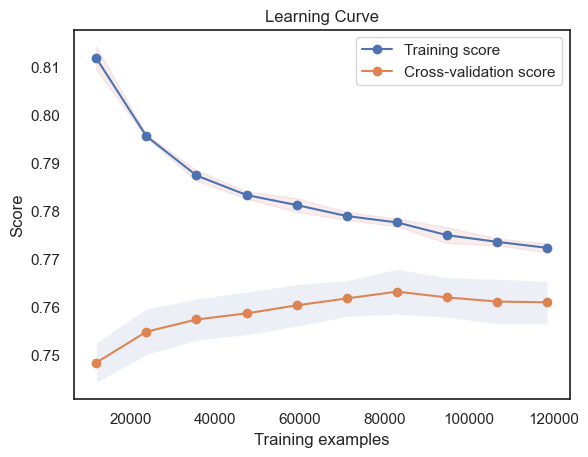 Learning Curve
Training score
Cross-validation score
0.81
0.80
0.79
0.78
0.77
0.76
0.75
Score
20000 40000 60000 80000 100000 120000
Training examples